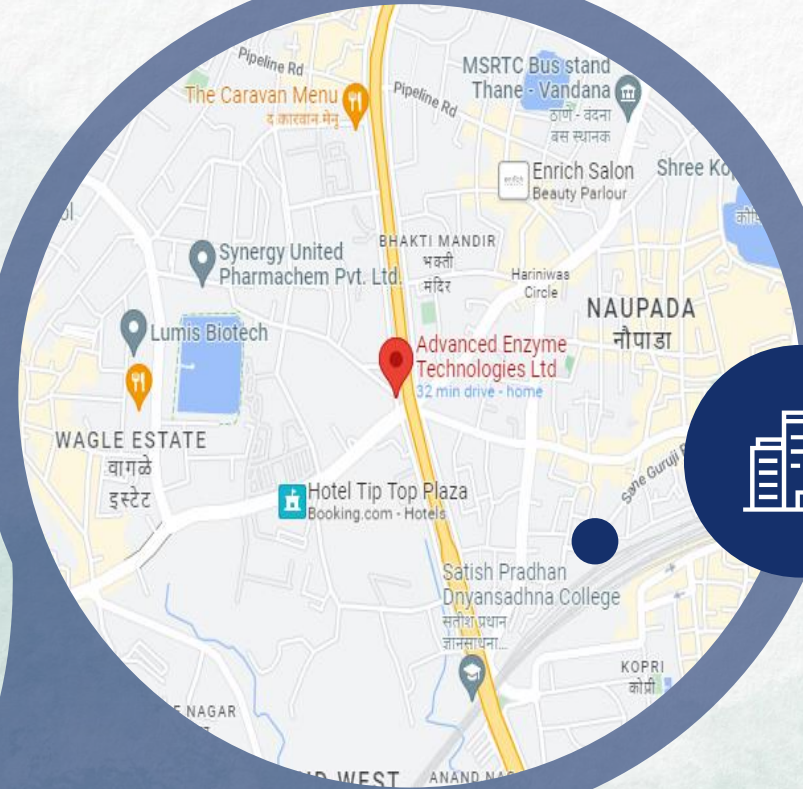 Pipeline Rd
The Caravan Menu
द कारवान मेनू
Pipeline Rd
MSRTC Bus stand
Thane - Vandana
ठाणे - वंदना
बस स्थानक
Enrich Salon
Beauty Parlour
Shree
BHAKTI MANDIR
भक्ती
मंदिर
Synergy United
Pharmachem Pvt. Ltd.
Hariniwas
Circle
NAUPADA
नौपाडा
Lumis Biotech
Advanced Enzyme
Technologies Ltd
32 min drive - home
WAGLE ESTATE
वागळे
इस्टेट
Hotel Tip Top Plaza
Booking.com - Hotels
Sane Guruji
Satish Pradhan
Dnyansadhna College
सतीश प्रधान
ज्ञानसाधना...
KOPRI
कोप्री
NAGAR
WEST
ANAND